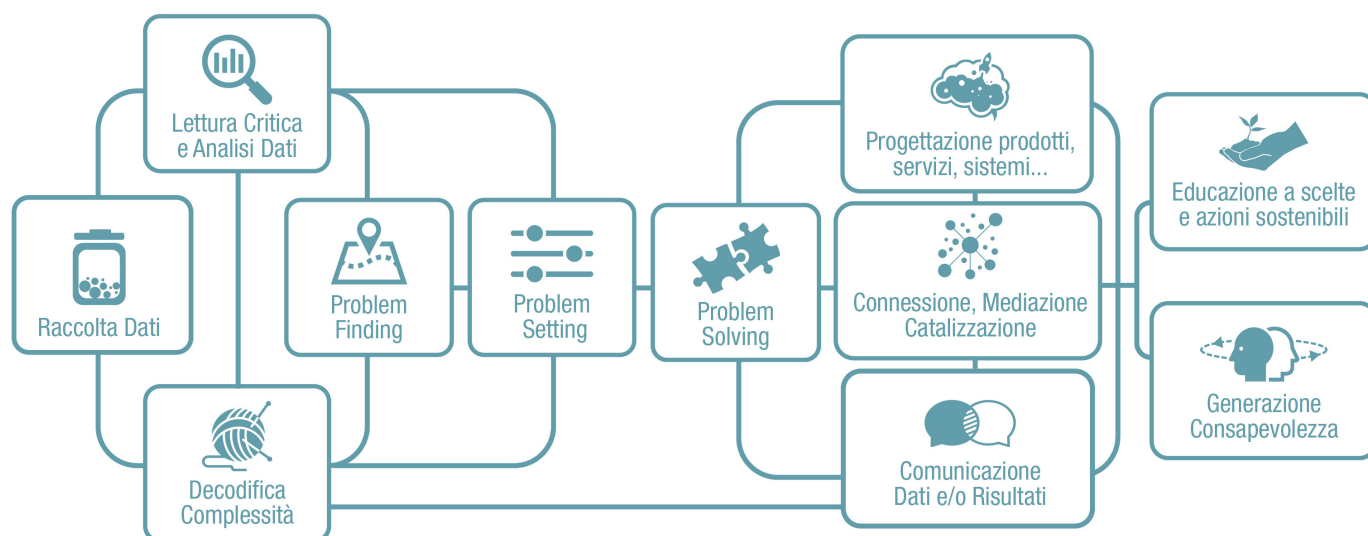 Lettura Critica
e Analisi Dati
Raccolta Dati
Decodifica
Complessità
Problem
Finding
Problem
Setting
Problem
Solving
Progettazione prodotti,
servizi, sistemi...
Connessione, Mediazione
Catalizzazione
Comunicazione
Dati e/o Risultati
Educazione a scelte
e azioni sostenibili
Generazione
Consapevolezza